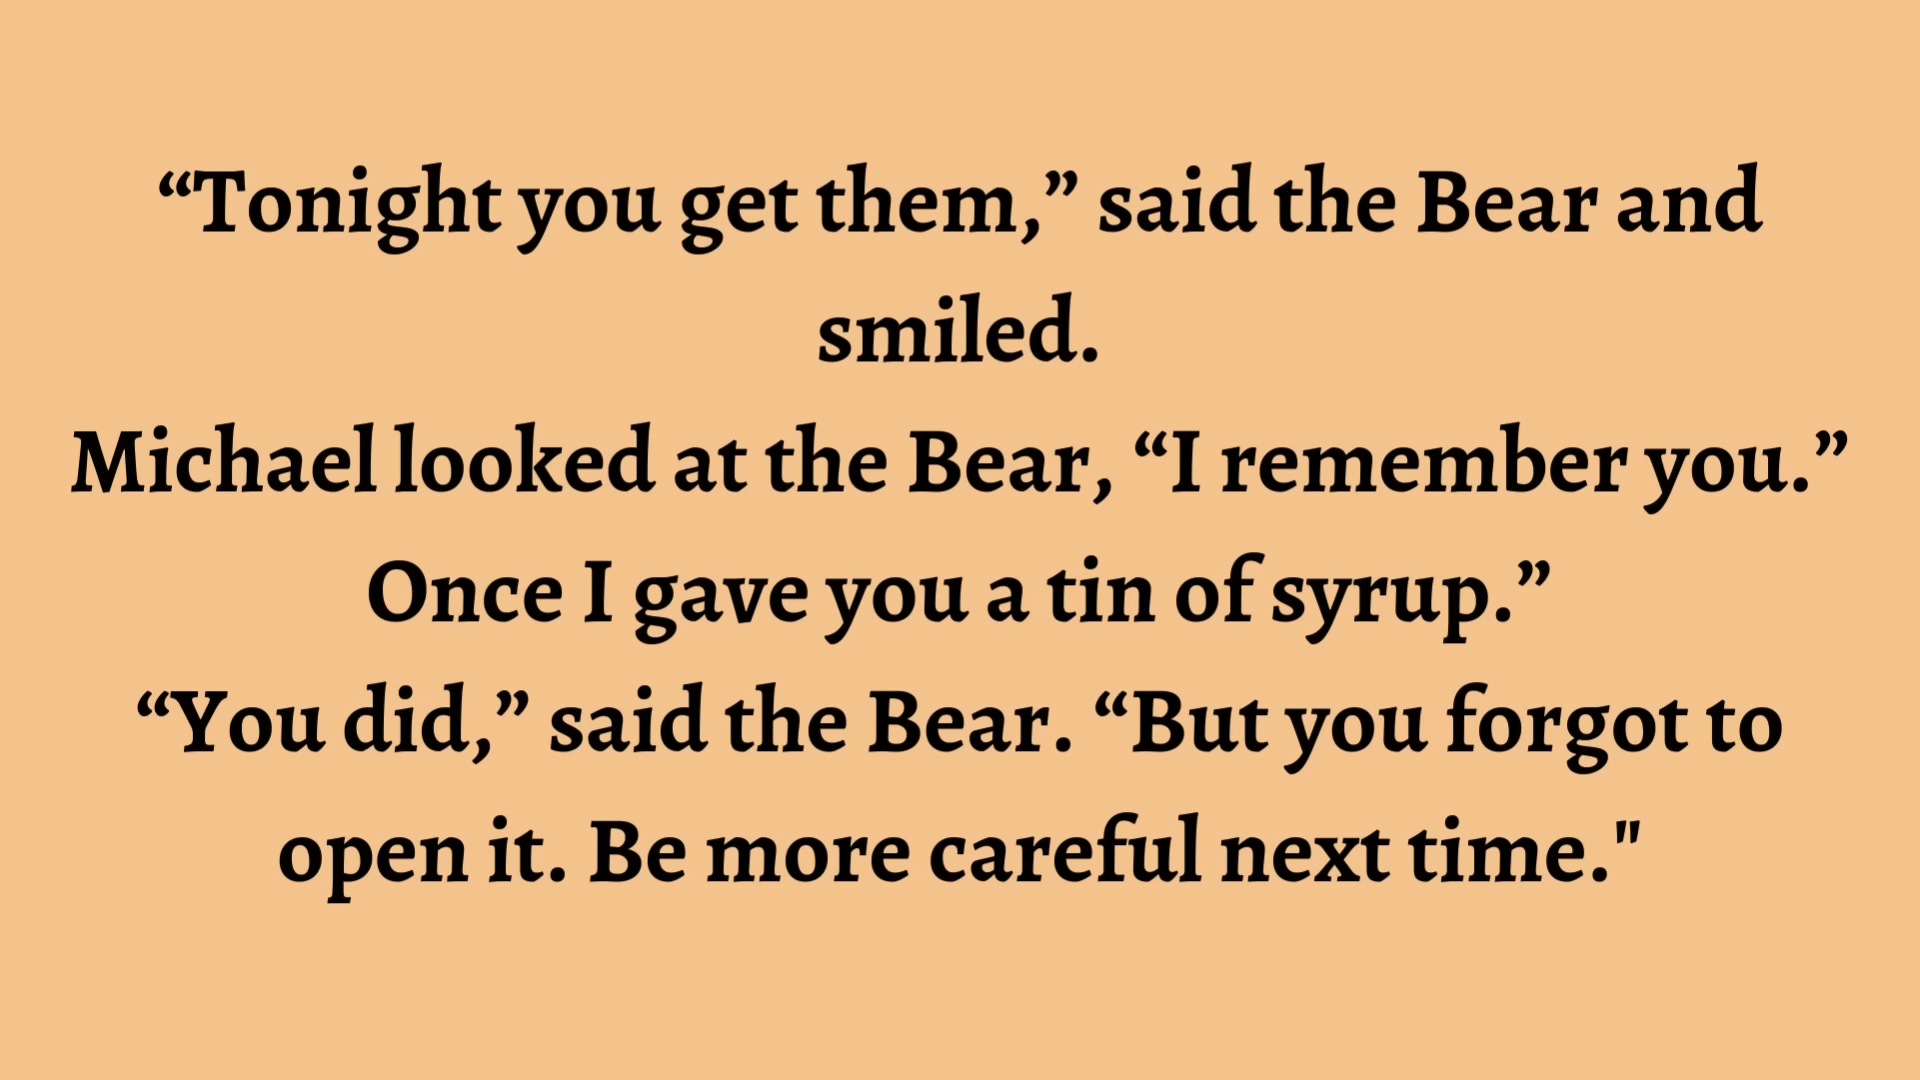 “Tonight you get them,” said the Bear and
smiled.
Michael looked at the Bear, “I remember you.”
Once I gave you a tin of syrup.”
“You did,” said the Bear. “But you forgot to
open it. Be more careful next time."